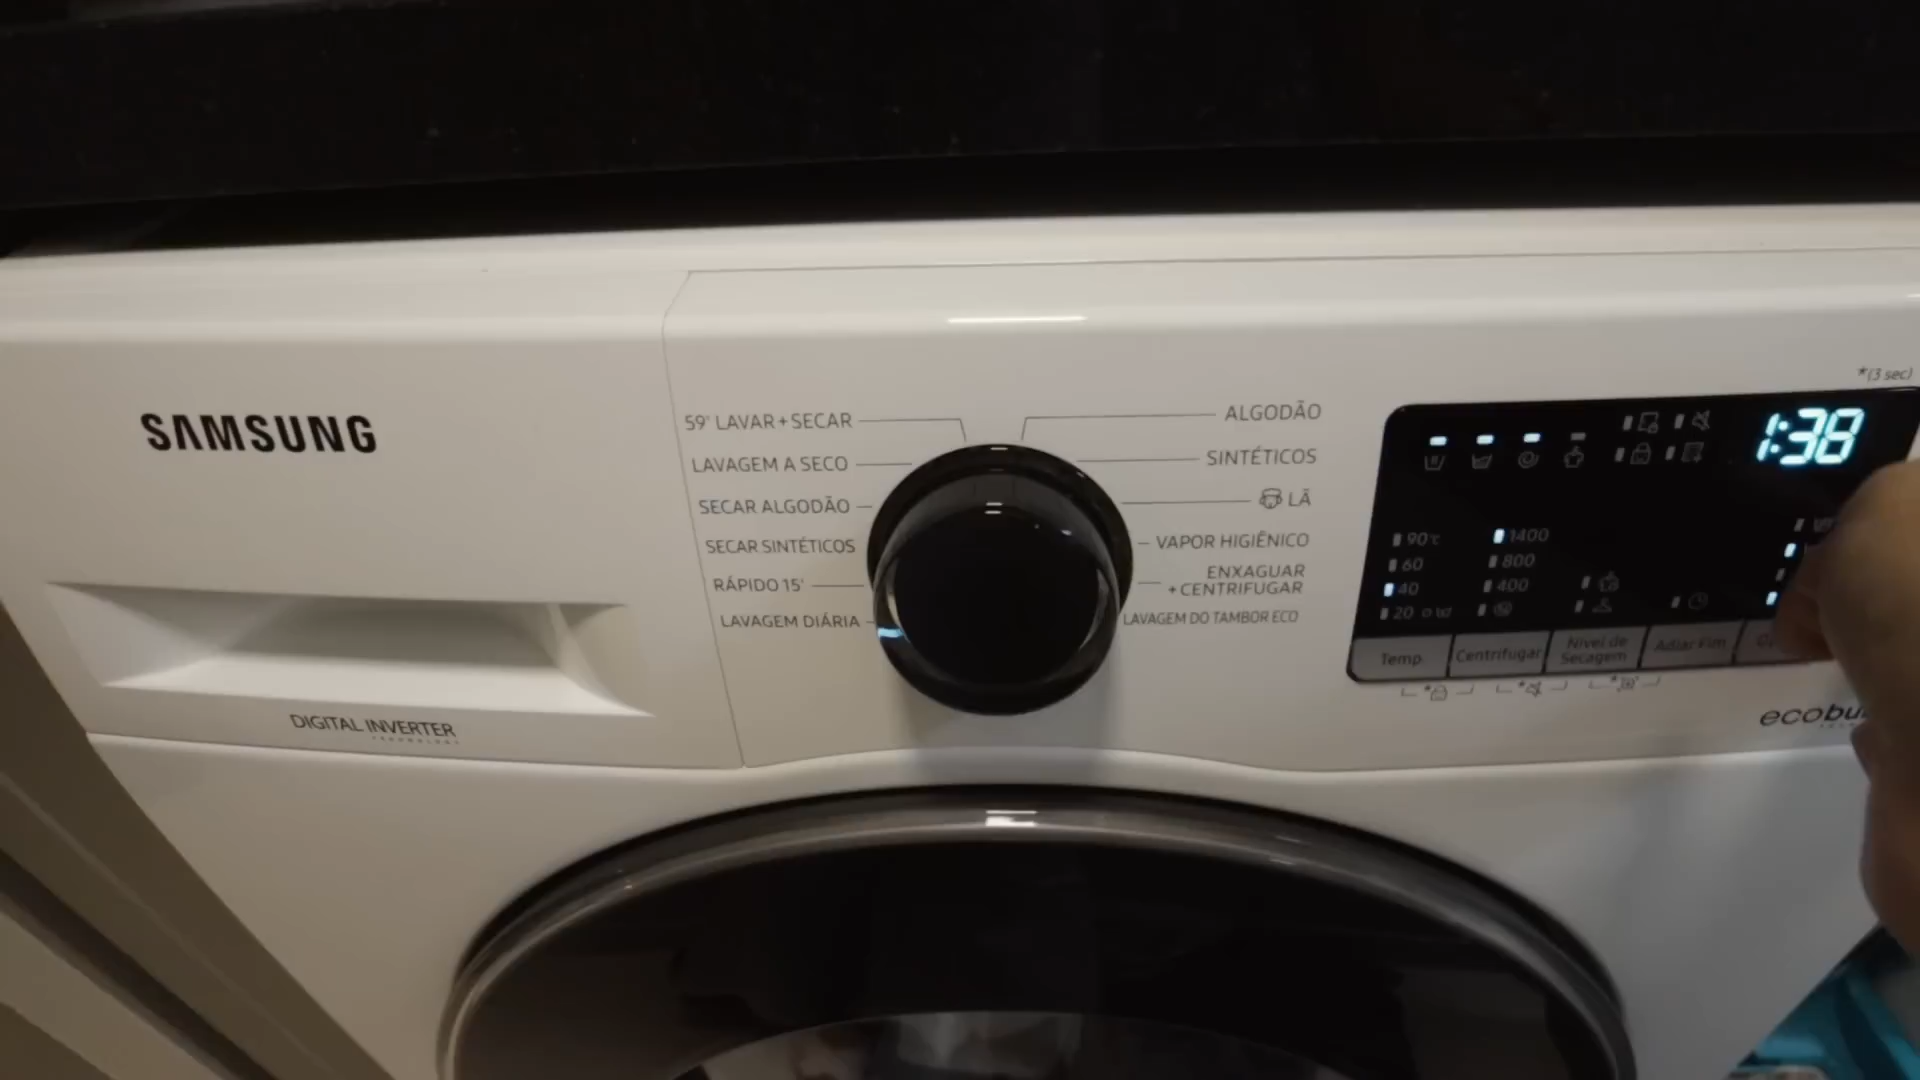 SAMSUNG
DIGITAL INVERTER
TECHNOLOGY
59' LAVAR+SECAR
LAVAGEM A SECO
SECAR ALGODÃO
SECAR SINTÉTICOS
RÁPIDO 15'
LAVAGEM DIÁRIA
ALGODÃO
SINTÉTICOS
LÃ
VAPOR HIGIÊNICO
ENXAGUAR
+CENTRIFUGAR
LAVAGEM DO TAMBOR ECO
*(3 sec)
1:38
90℃
60
40
20
1400
800
400
Temp.
Centrifugar
Nível de
Secagem
Adiar Fim